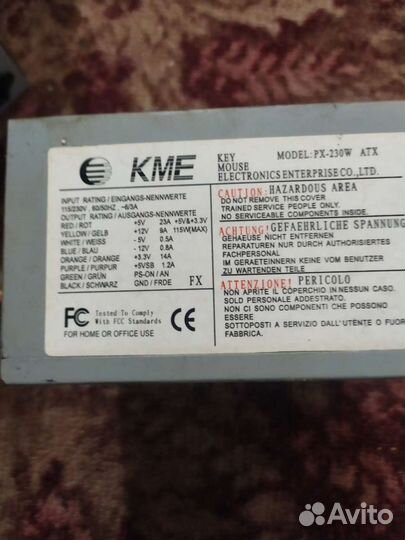 KME
KEY
MOUSE
ELECTRONICS ENTERPRISE CO.,LTD.
MODEL: PX-230W ATX
INPUT RATING / EINGANGS-NENNWERTE
115/230V , 60/50HZ , ~6/3A
OUTPUT RATING / AUSGANGS-NENNWERTE
RED / ROT +5V 23A +5V&+3.3V
YELLOW / GELB +12V 9A 115W(MAX)
WHITE / WEISS - 5V 0.5A
BLUE / BLAU - 12V 0.8A
ORANGE / ORANGE +3.3V 14A
PURPLE / PURPUR +5VSB 1.2A
GREEN / GRÜN PS-ON / AN
BLACK / SCHWARZ GND / FRDE FX
FC Tested To Comply
With FCC Standards
FOR HOME OR OFFICE USE
CAUTION: HAZARDOUS AREA
DO NOT REMOVE THIS COVER
TRAINED SERVICE PEOPLE ONLY.
NO SERVICEABLE COMPONENTS INSIDE.
ACHTUNG! GEFAEHRLICHE SPANNUNG
GEHAEUSE NICHT ENTFERNEN
REPARATUREN NUR DURCH AUTHORISIERTES
FACHPERSONAL
IM GERAETEINNERN KEINE VOM BENUTZER
ZU WARTENDEN TEILE
ATTENZIONE! PERICOLO
NON APRILE IL COPERCHIO IN NESSUN CASO.
SOLO PERSONALE ADDESTRATO.
NON CI SONO COMPONENTI CHE POSSONO
ESSERE
SOTTOPOSTI A SERVIZIO DALL'UTENTE O FU
FABBRICA.
Avito